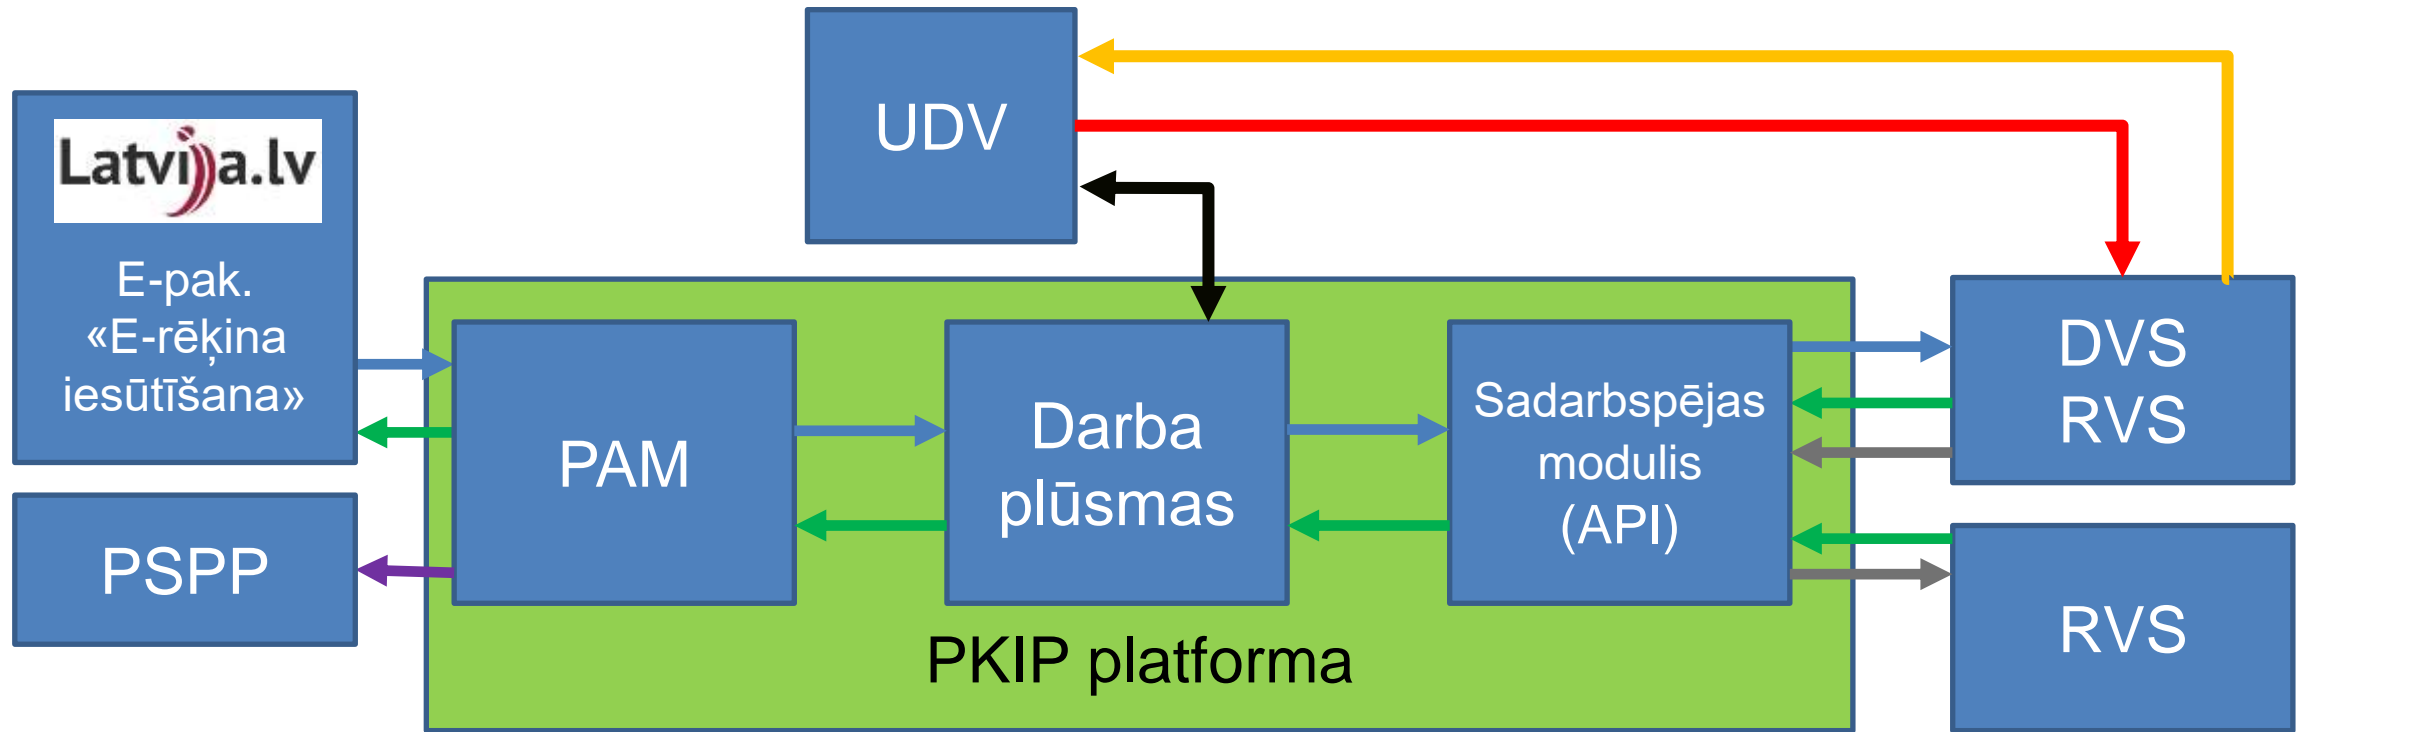 Latvija.lv
E-pak.
«E-rēķina
iesūtīšana»
PSPP
UDV
PAM
Darba
plūsmas
Sadarbspējas
modulis
(API)
PKIP platforma
DVS
RVS
RVS